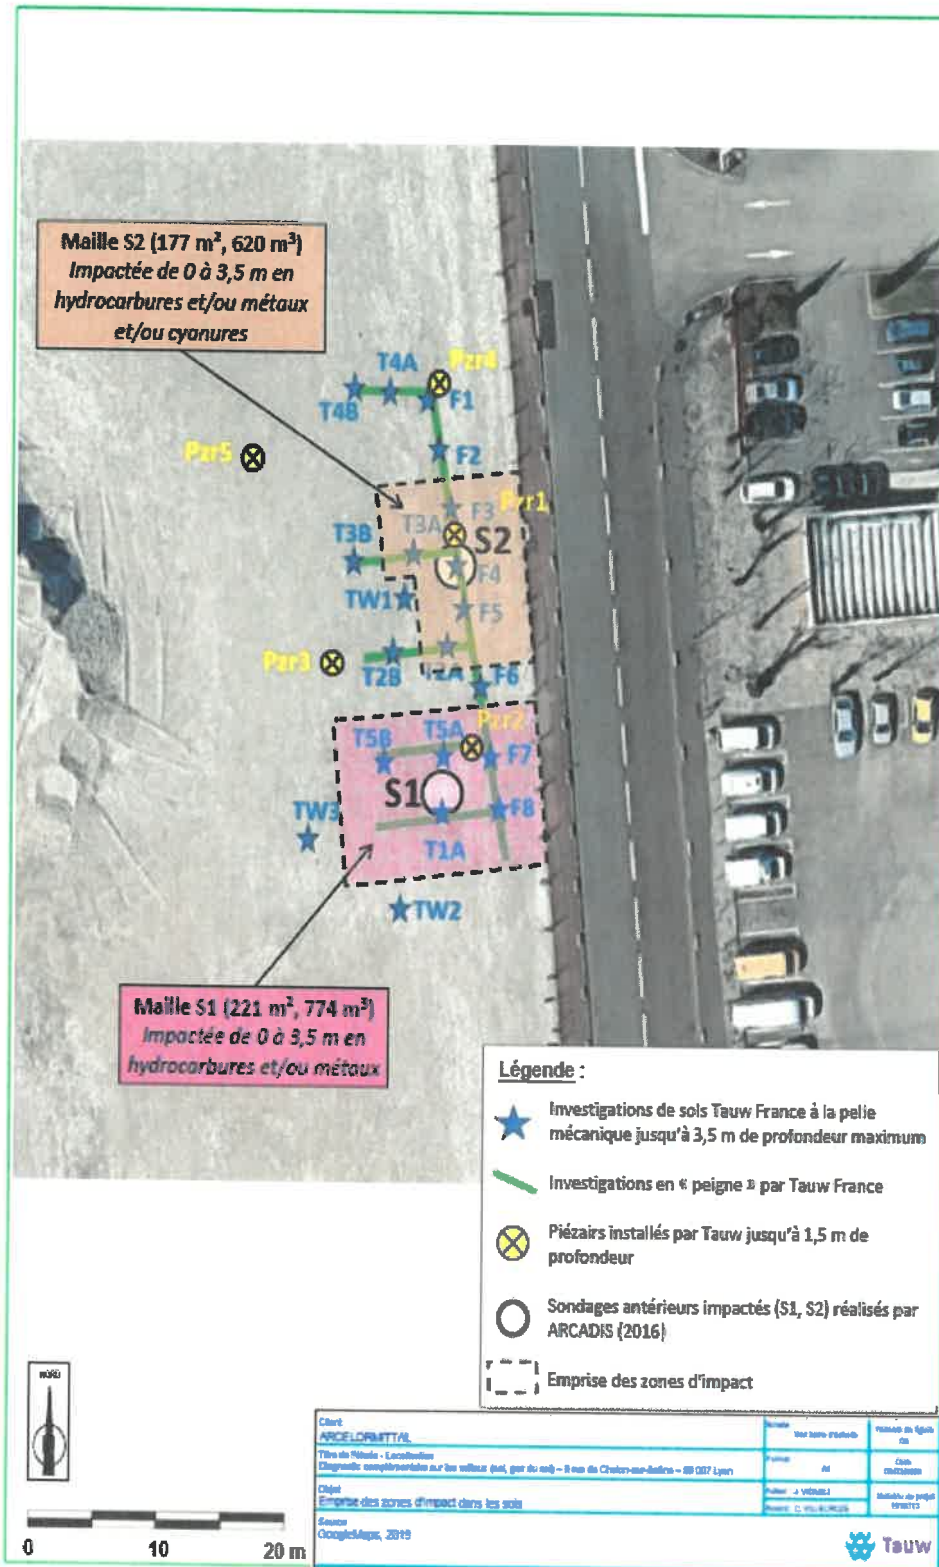 Maille S2 (177 m², 620 m³)
Impactée de 0 à 3,5 m en
hydrocarbures et/ou métaux
et/ou cyanures
T4A
Pzr4
T4B
F1
Pzr5
F2
F3
Pzr1
T3A
T3B
S2
F4
TW1
F5
Pzr3
T2B
T2A
F6
Pzr2
T5B
T5A
F7
S1
F8
TW3
T1A
TW2
Maille S1 (221 m², 774 m³)
Impactée de 0 à 3,5 m en
hydrocarbures et/ou métaux
Légende :
Investigations de sols Tauw France à la pelle
mécanique jusqu'à 3,5 m de profondeur maximum
Investigations en « peigne » par Tauw France
Piézairs installés par Tauw jusqu'à 1,5 m de
profondeur
Sondages antérieurs impactés (S1, S2) réalisés par
ARCADIS (2016)
Emprise des zones d'impact
NORD
0 10 20 m
Client
ARCELORMITTAL
Titre de l'étude - Localisation
Objet
Emprise des zones d'impact dans les sols
Source
GoogleMaps, 2019
Tauw